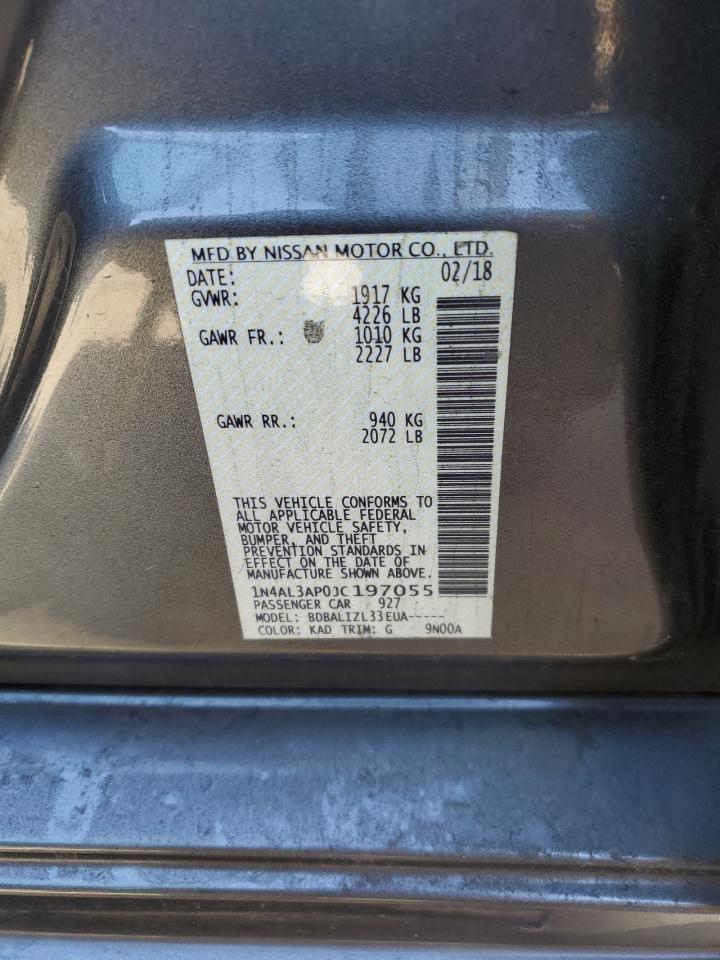 MFD BY NISSAN MOTOR CO., LTD.
DATE: 02/18
GVWR: 1917 KG
4226 LB
GAWR FR.: 1010 KG
2227 LB
GAWR RR.: 940 KG
2072 LB
THIS VEHICLE CONFORMS TO
ALL APPLICABLE FEDERAL
MOTOR VEHICLE SAFETY,
BUMPER, AND THEFT
PREVENTION STANDARDS IN
EFFECT ON THE DATE OF
MANUFACTURE SHOWN ABOVE.
1N4AL3AP0JC197055
PASSENGER CAR 927
MODEL: BDBALIZL33EUA-----
COLOR: KAD TRIM: G 9N00A